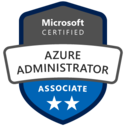 Microsoft
CERTIFIED
AZURE
ADMINISTRATOR
ASSOCIATE